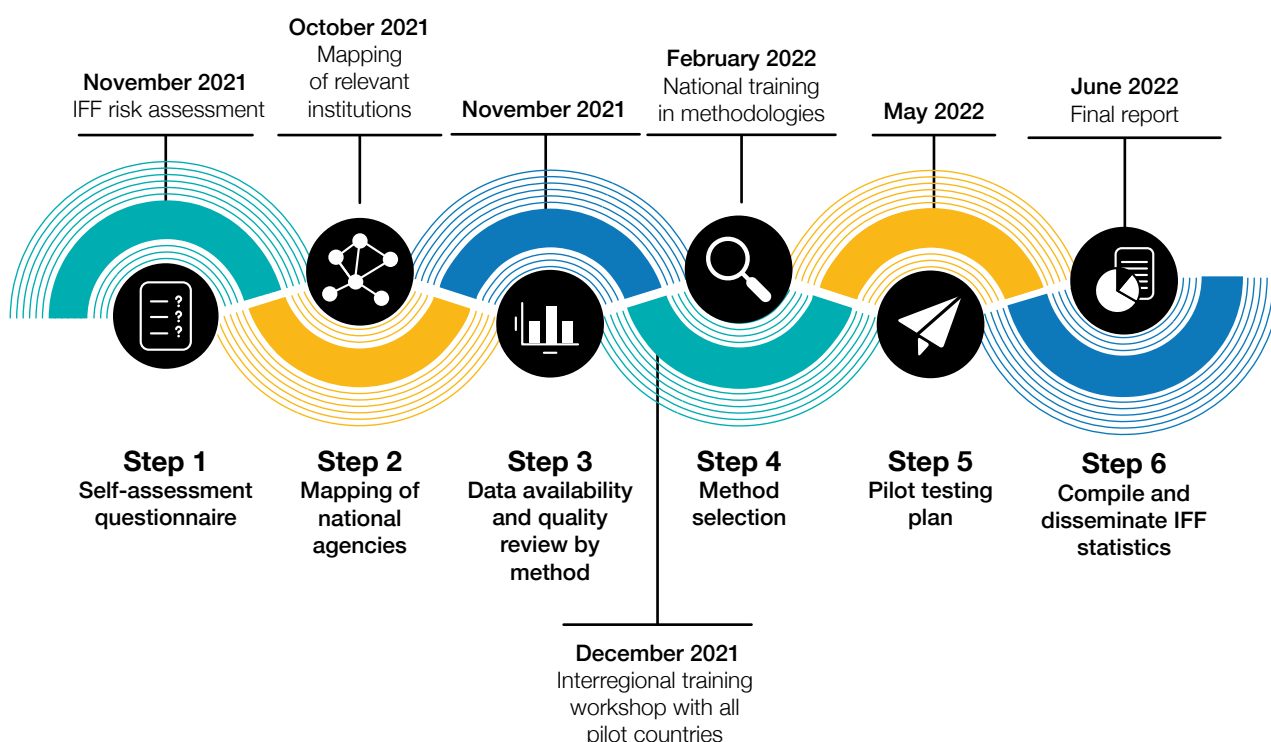 November 2021
IFF risk assessment
October 2021
Mapping
of relevant
institutions
November 2021
February 2022
National training
in methodologies
May 2022
June 2022
Final report
? 
?
?
?
Step 1
Self-assessment
questionnaire
Step 2
Mapping of
national
agencies
Step 3
Data availability
and quality
review by
method
Step 4
Method
selection
Step 5
Pilot testing
plan
Step 6
Compile and
disseminate IFF
statistics
December 2021
Interregional training
workshop with all
pilot countries